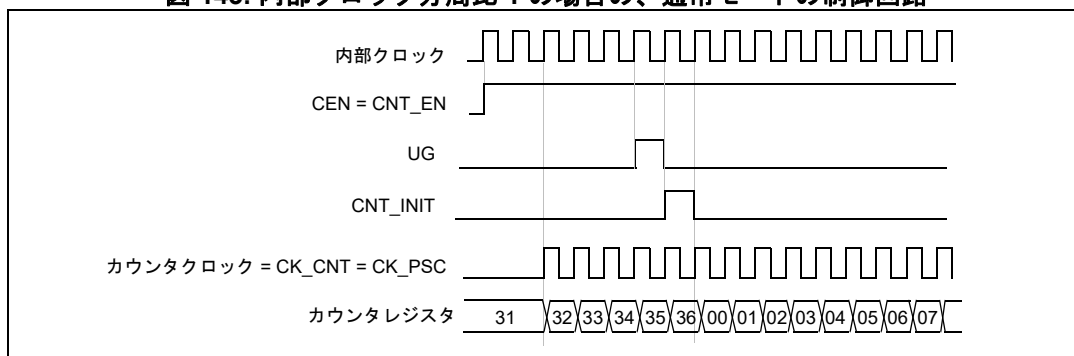 内部クロック
CEN = CNT_EN
UG
CNT_INIT
カウンタクロック = CK_CNT = CK_PSC
カウンタレジスタ 31 32 33 34 35 36 00 01 02 03 04 05 06 07